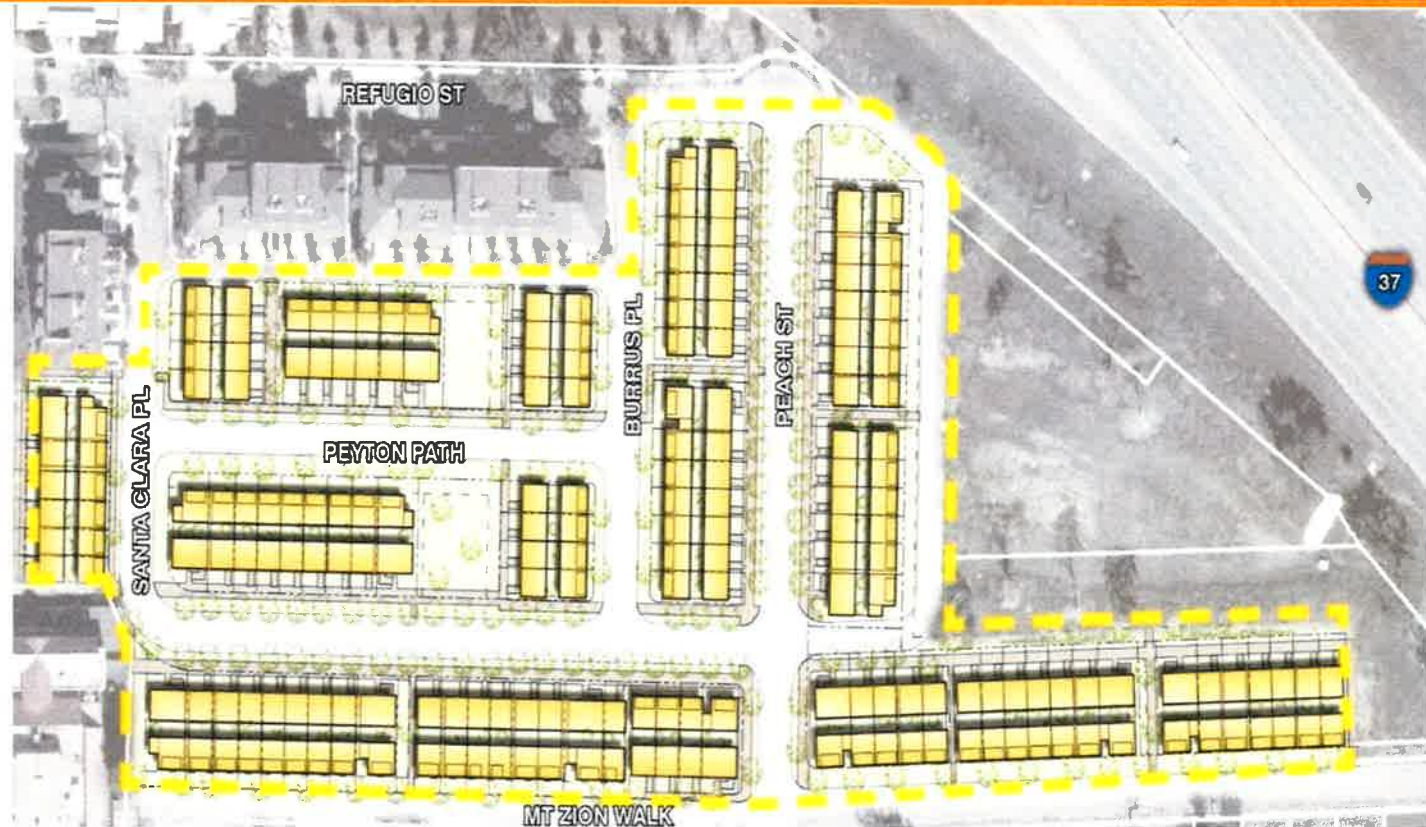 REFUGIO ST
37
BURRUS PL
PEACH ST
SANTA CLARA PL
PEYTON PATH
MT ZION WALK